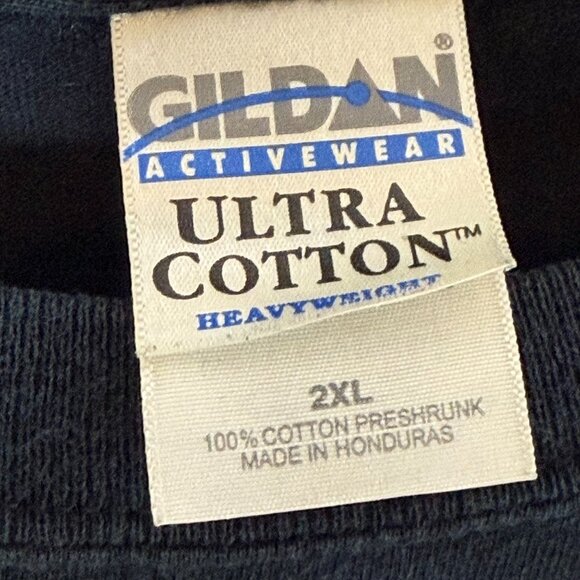 GILDAN®
ACTIVEWEAR
ULTRA
COTTON™
HEAVYWEIGHT
2XL
100% COTTON PRESHRUNK
MADE IN HONDURAS